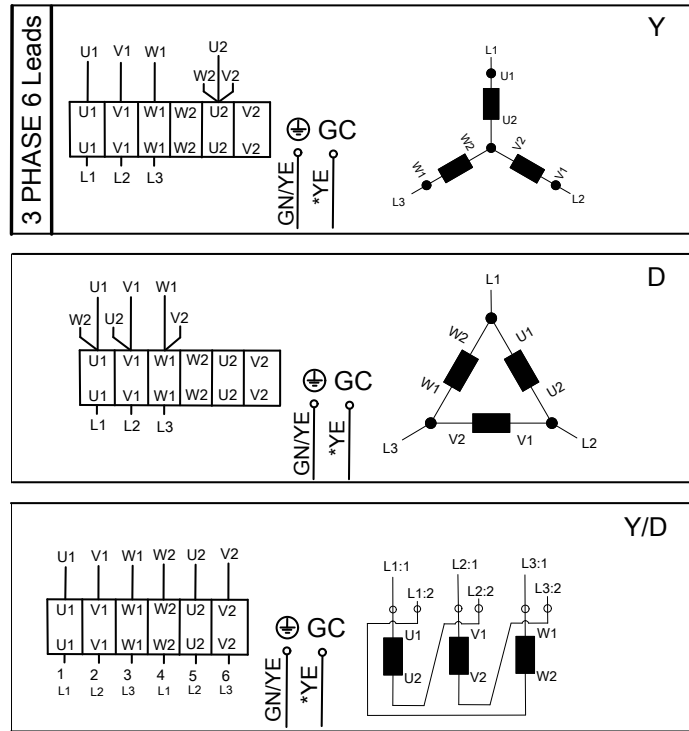 3 PHASE 6 Leads
Y
U1 V1 W1 U2
W2 V2
U1 V1 W1 W2 U2 V2
U1 V1 W1 W2 U2 V2
L1 L2 L3
GC
GN/YE
*YE
L1
U1
U2
W2
W1
L3
V2
V1
L2
D
U1 V1 W1
W2 U2 V2
U1 V1 W1 W2 U2 V2
U1 V1 W1 W2 U2 V2
L1 L2 L3
GC
GN/YE
*YE
L1
W2 U1
W1 U2
L3 V2 V1 L2
Y/D
U1 V1 W1 W2 U2 V2
U1 V1 W1 W2 U2 V2
U1 V1 W1 W2 U2 V2
1 2 3 4 5 6
L1 L2 L3 L1 L2 L3
GC
GN/YE
*YE
L1:1 L2:1 L3:1
L1:2 L2:2 L3:2
U1 V1 W1
U2 V2 W2